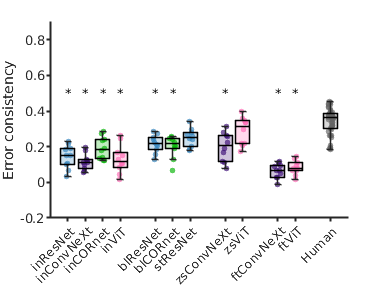 Error consistency
0.8
0.6
0.4
0.2
0
-0.2
* * * * * * * * *
inResNet
inConvNeXt
inCORnet
inViT
blResNet
blCORnet
stResNet
zsConvNeXt
zsViT
ftConvNeXt
ftViT
Human